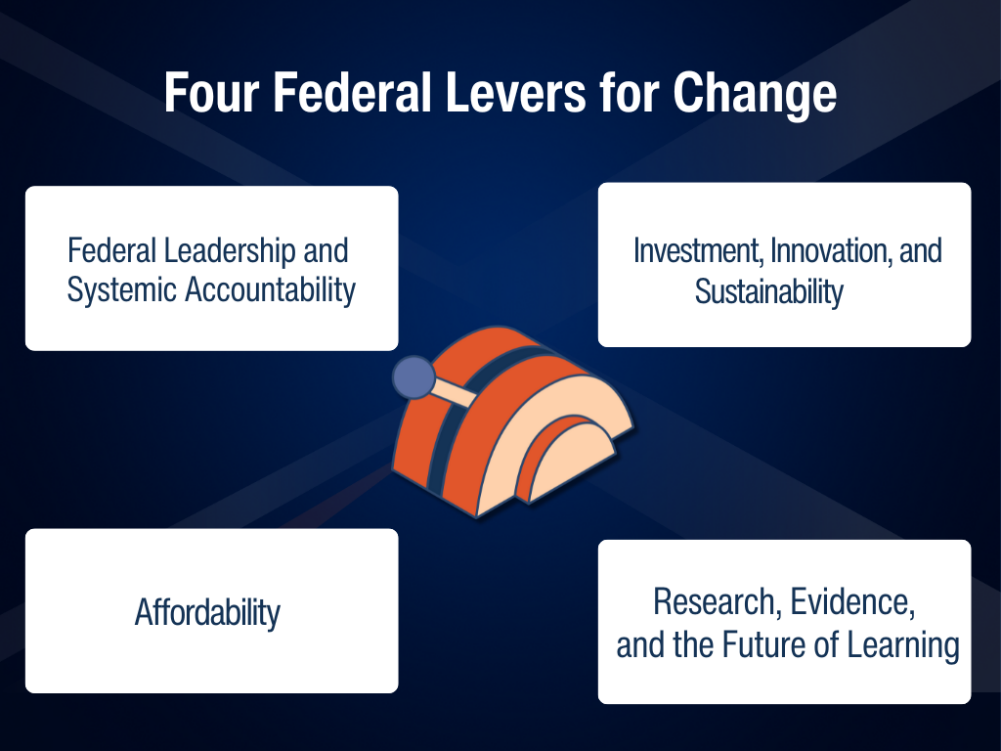 Four Federal Levers for Change
Federal Leadership and
Systemic Accountability
Investment, Innovation, and
Sustainability
Affordability
Research, Evidence,
and the Future of Learning